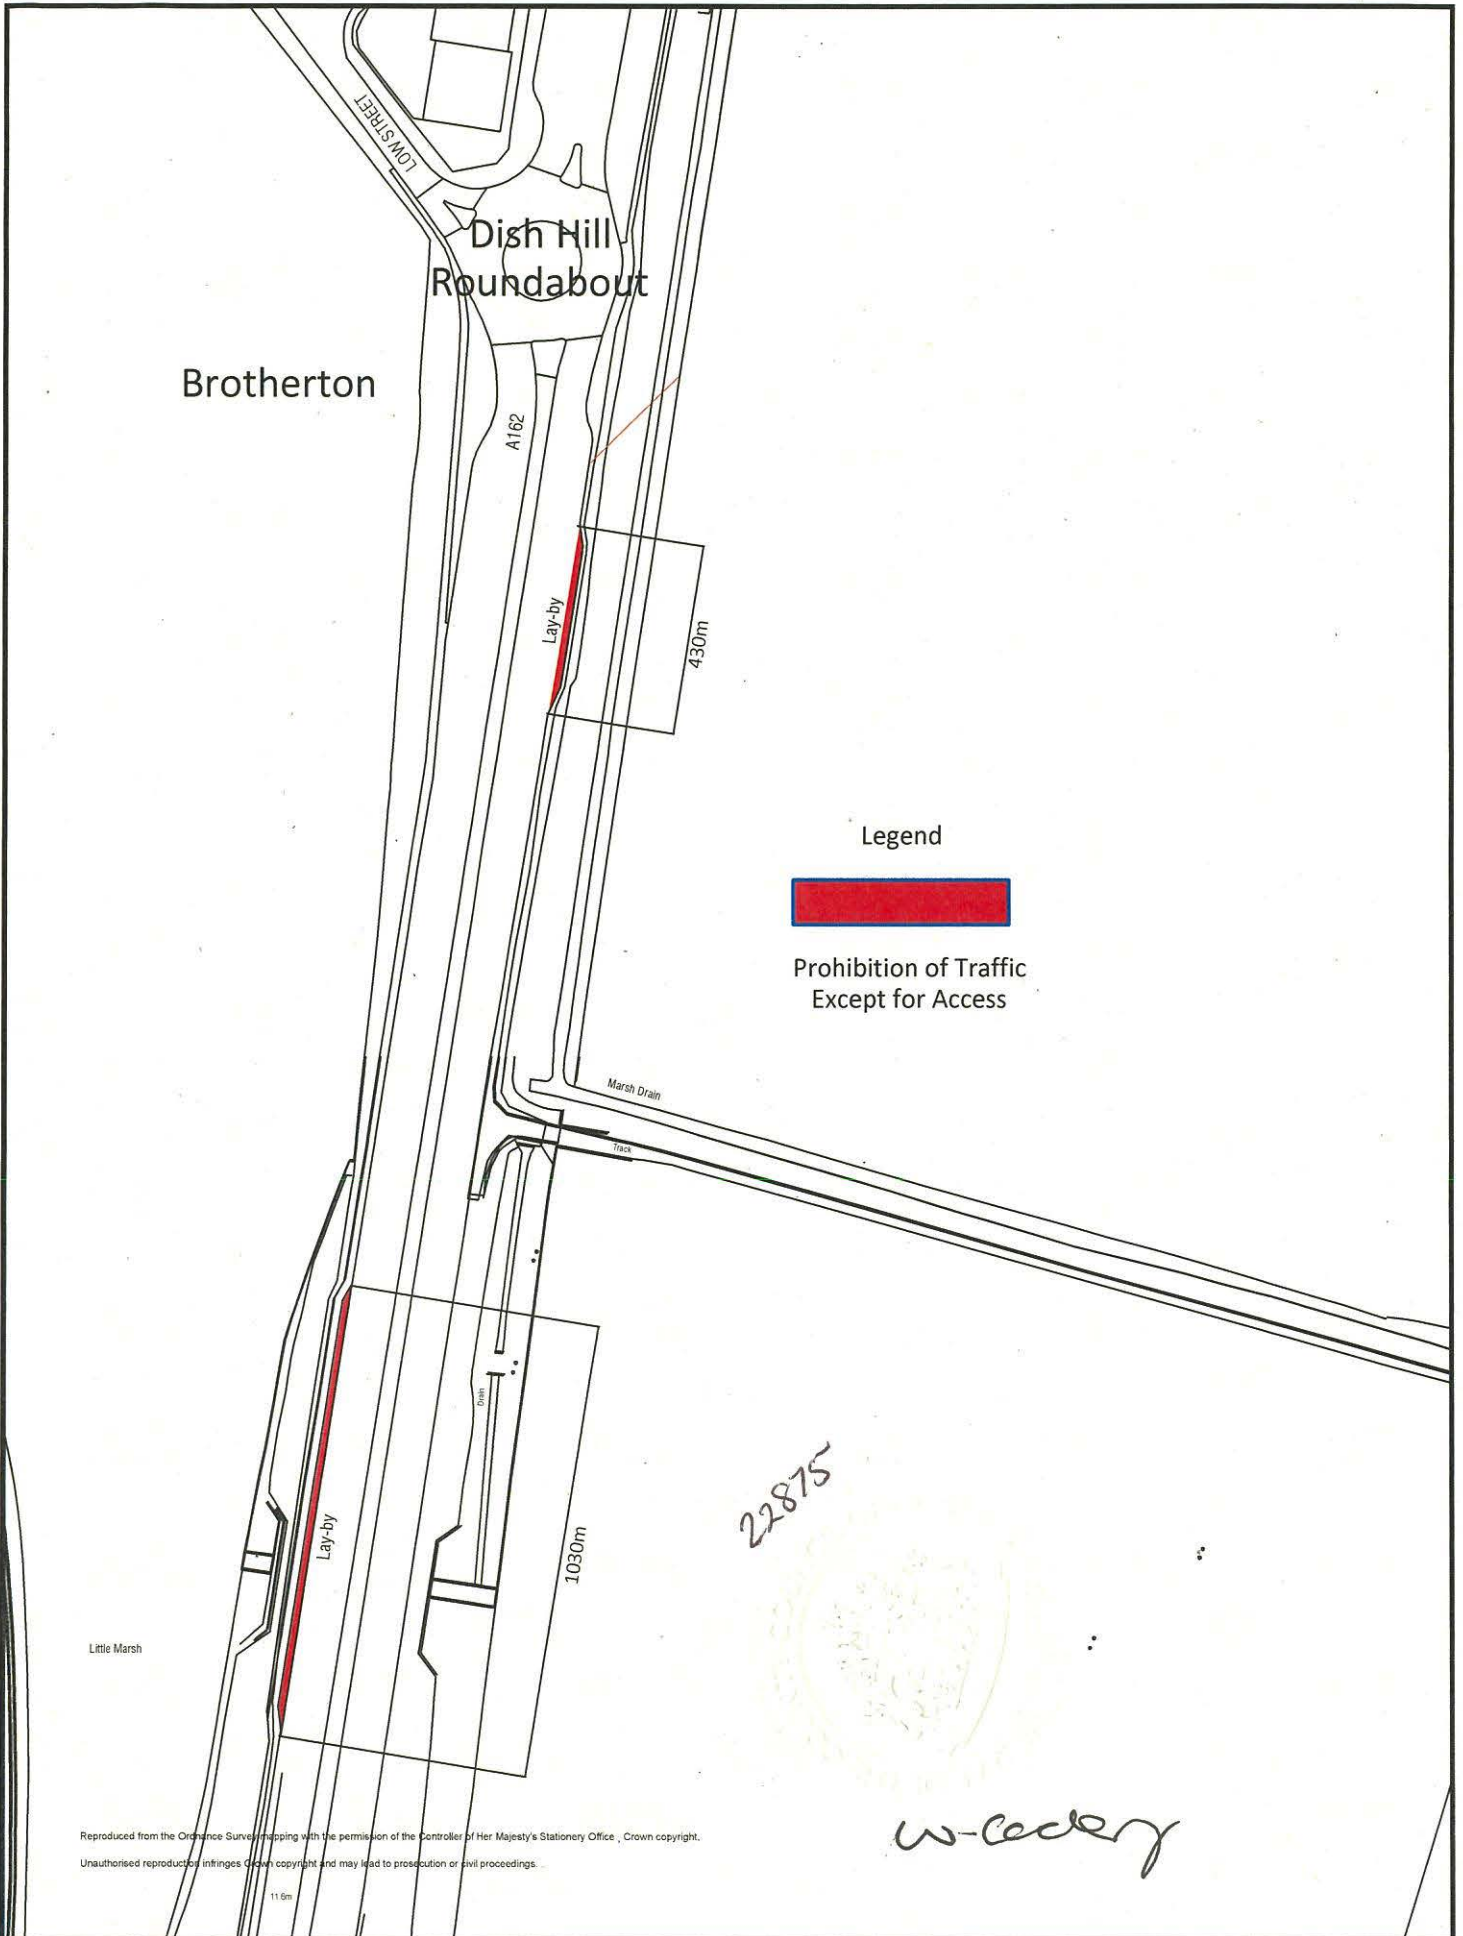 LOW STREET
Dish Hill
Roundabout
Brotherton
A162
Lay-by
430m
Legend
Prohibition of Traffic
Except for Access
Marsh Drain
Track
Drain
Lay-by
1030m
22875
Little Marsh
Reproduced from the Ordnance Survey mapping with the permission of the Controller of Her Majesty's Stationery Office , Crown copyright.
Unauthorised reproduction infringes Crown copyright and may lead to prosecution or civil proceedings.
11.6m